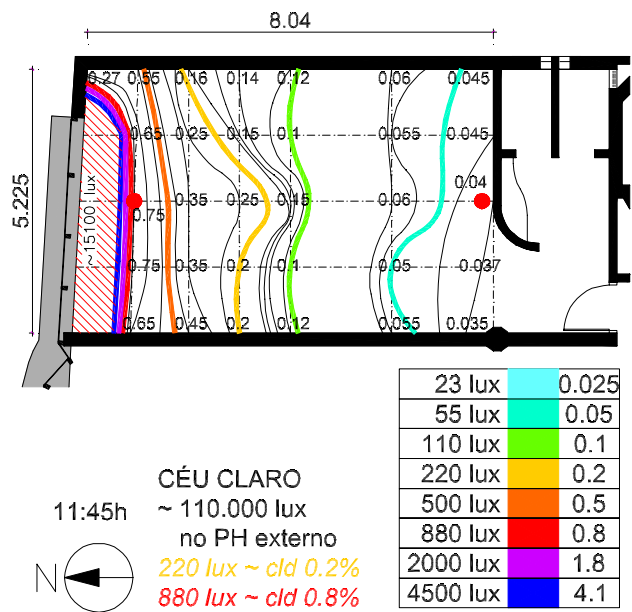 8.04
0.27 0.55 0.16 0.14 0.12 0.06 0.045
0.65 0.25 0.15 0.1 0.055 0.045
5.225
~15100 lux
0.75 0.35 0.2 0.15 0.06 0.04
0.75 0.35 0.2 0.1 0.05 0.037
0.65 0.45 0.2 0.12 0.055 0.035
23 lux 0.025
55 lux 0.05
110 lux 0.1
220 lux 0.2
500 lux 0.5
880 lux 0.8
2000 lux 1.8
4500 lux 4.1
CÉU CLARO
11:45h ~ 110.000 lux
no PH externo
N 220 lux ~ cld 0.2%
880 lux ~ cld 0.8%